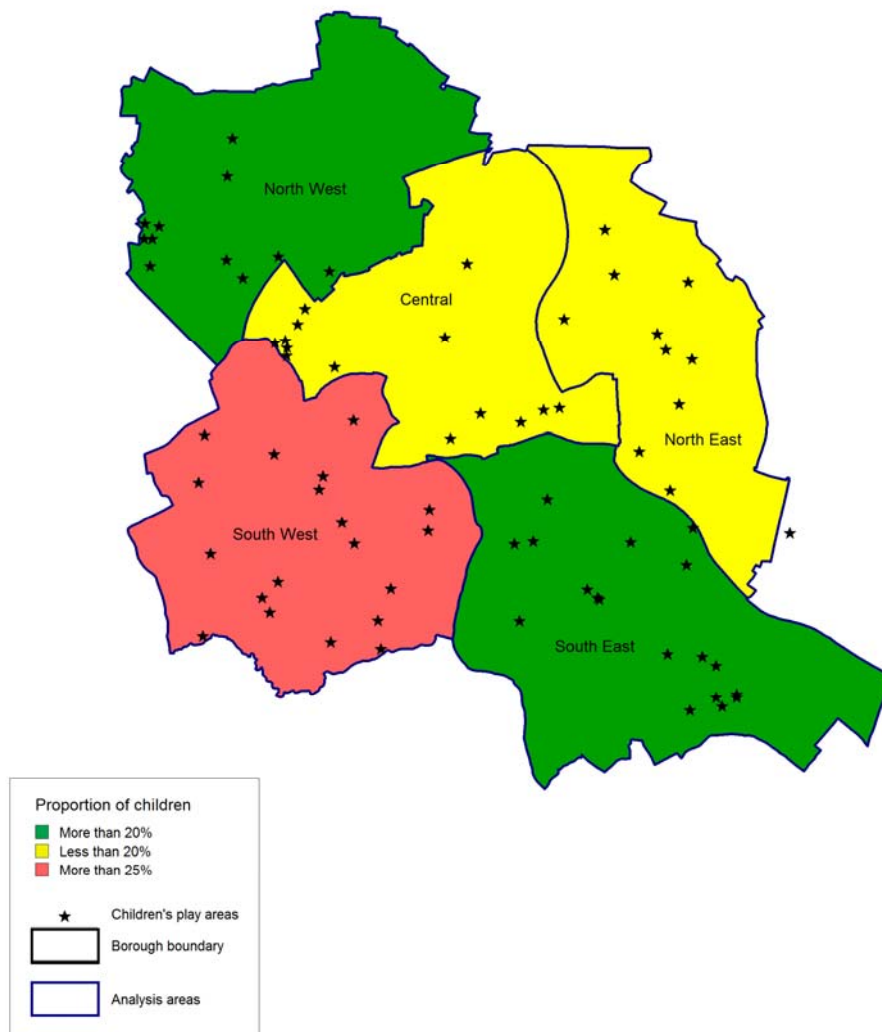 North West
Central
North East
South West
South East
Proportion of children
More than 20%
Less than 20%
More than 25%
Children's play areas
Borough boundary
Analysis areas